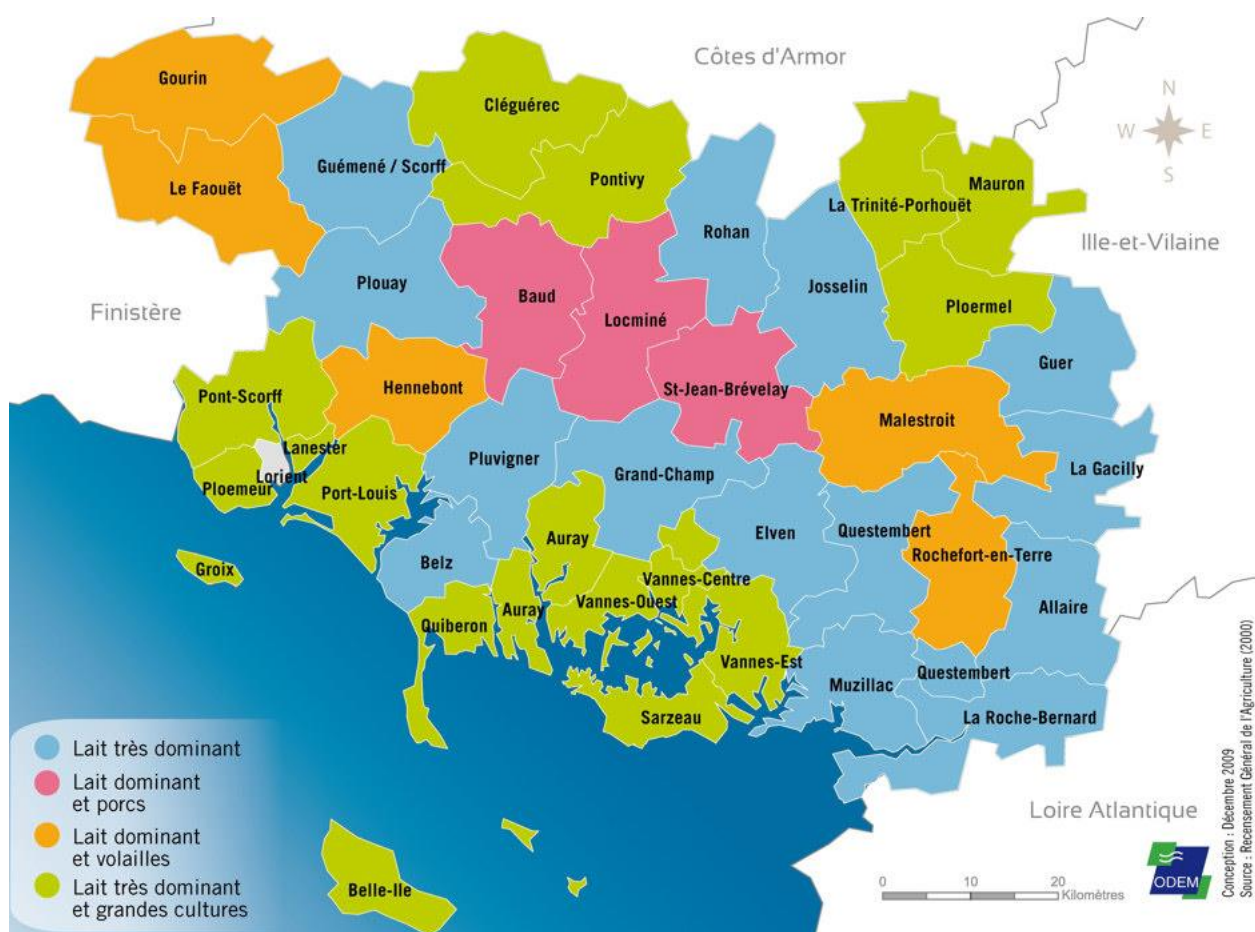 Côtes d'Armor
Gourin
Cléguérec
Guémené / Scorff
Le Faouët
Pontivy
Mauron
La Trinité-Porhouët
Rohan
N
W
E
S
Ille-et-Vilaine
Finistère
Plouay
Baud
Locminé
Josselin
Ploermel
Guer
Hennebont
St-Jean-Brévelay
Malestroit
Pont-Scorff
Lanester
Lorient
Ploemeur
Port-Louis
Pluvigner
Grand-Champ
La Gacilly
Elven
Questembert
Rochefort-en-Terre
Auray
Belz
Groix
Vannes-Centre
Vannes-Ouest
Auray
Quiberon
Allaire
Vannes-Est
Muzillac
Questembert
Sarzeau
La Roche-Bernard
Belle-Ile
Loire Atlantique
Lait très dominant
Lait dominant
et porcs
Lait dominant
et volailles
Lait très dominant
et grandes cultures
0 10 20
Kilomètres
ODEM
Conception : Décembre 2009
Source : Recensement Général de l'Agriculture (2000)